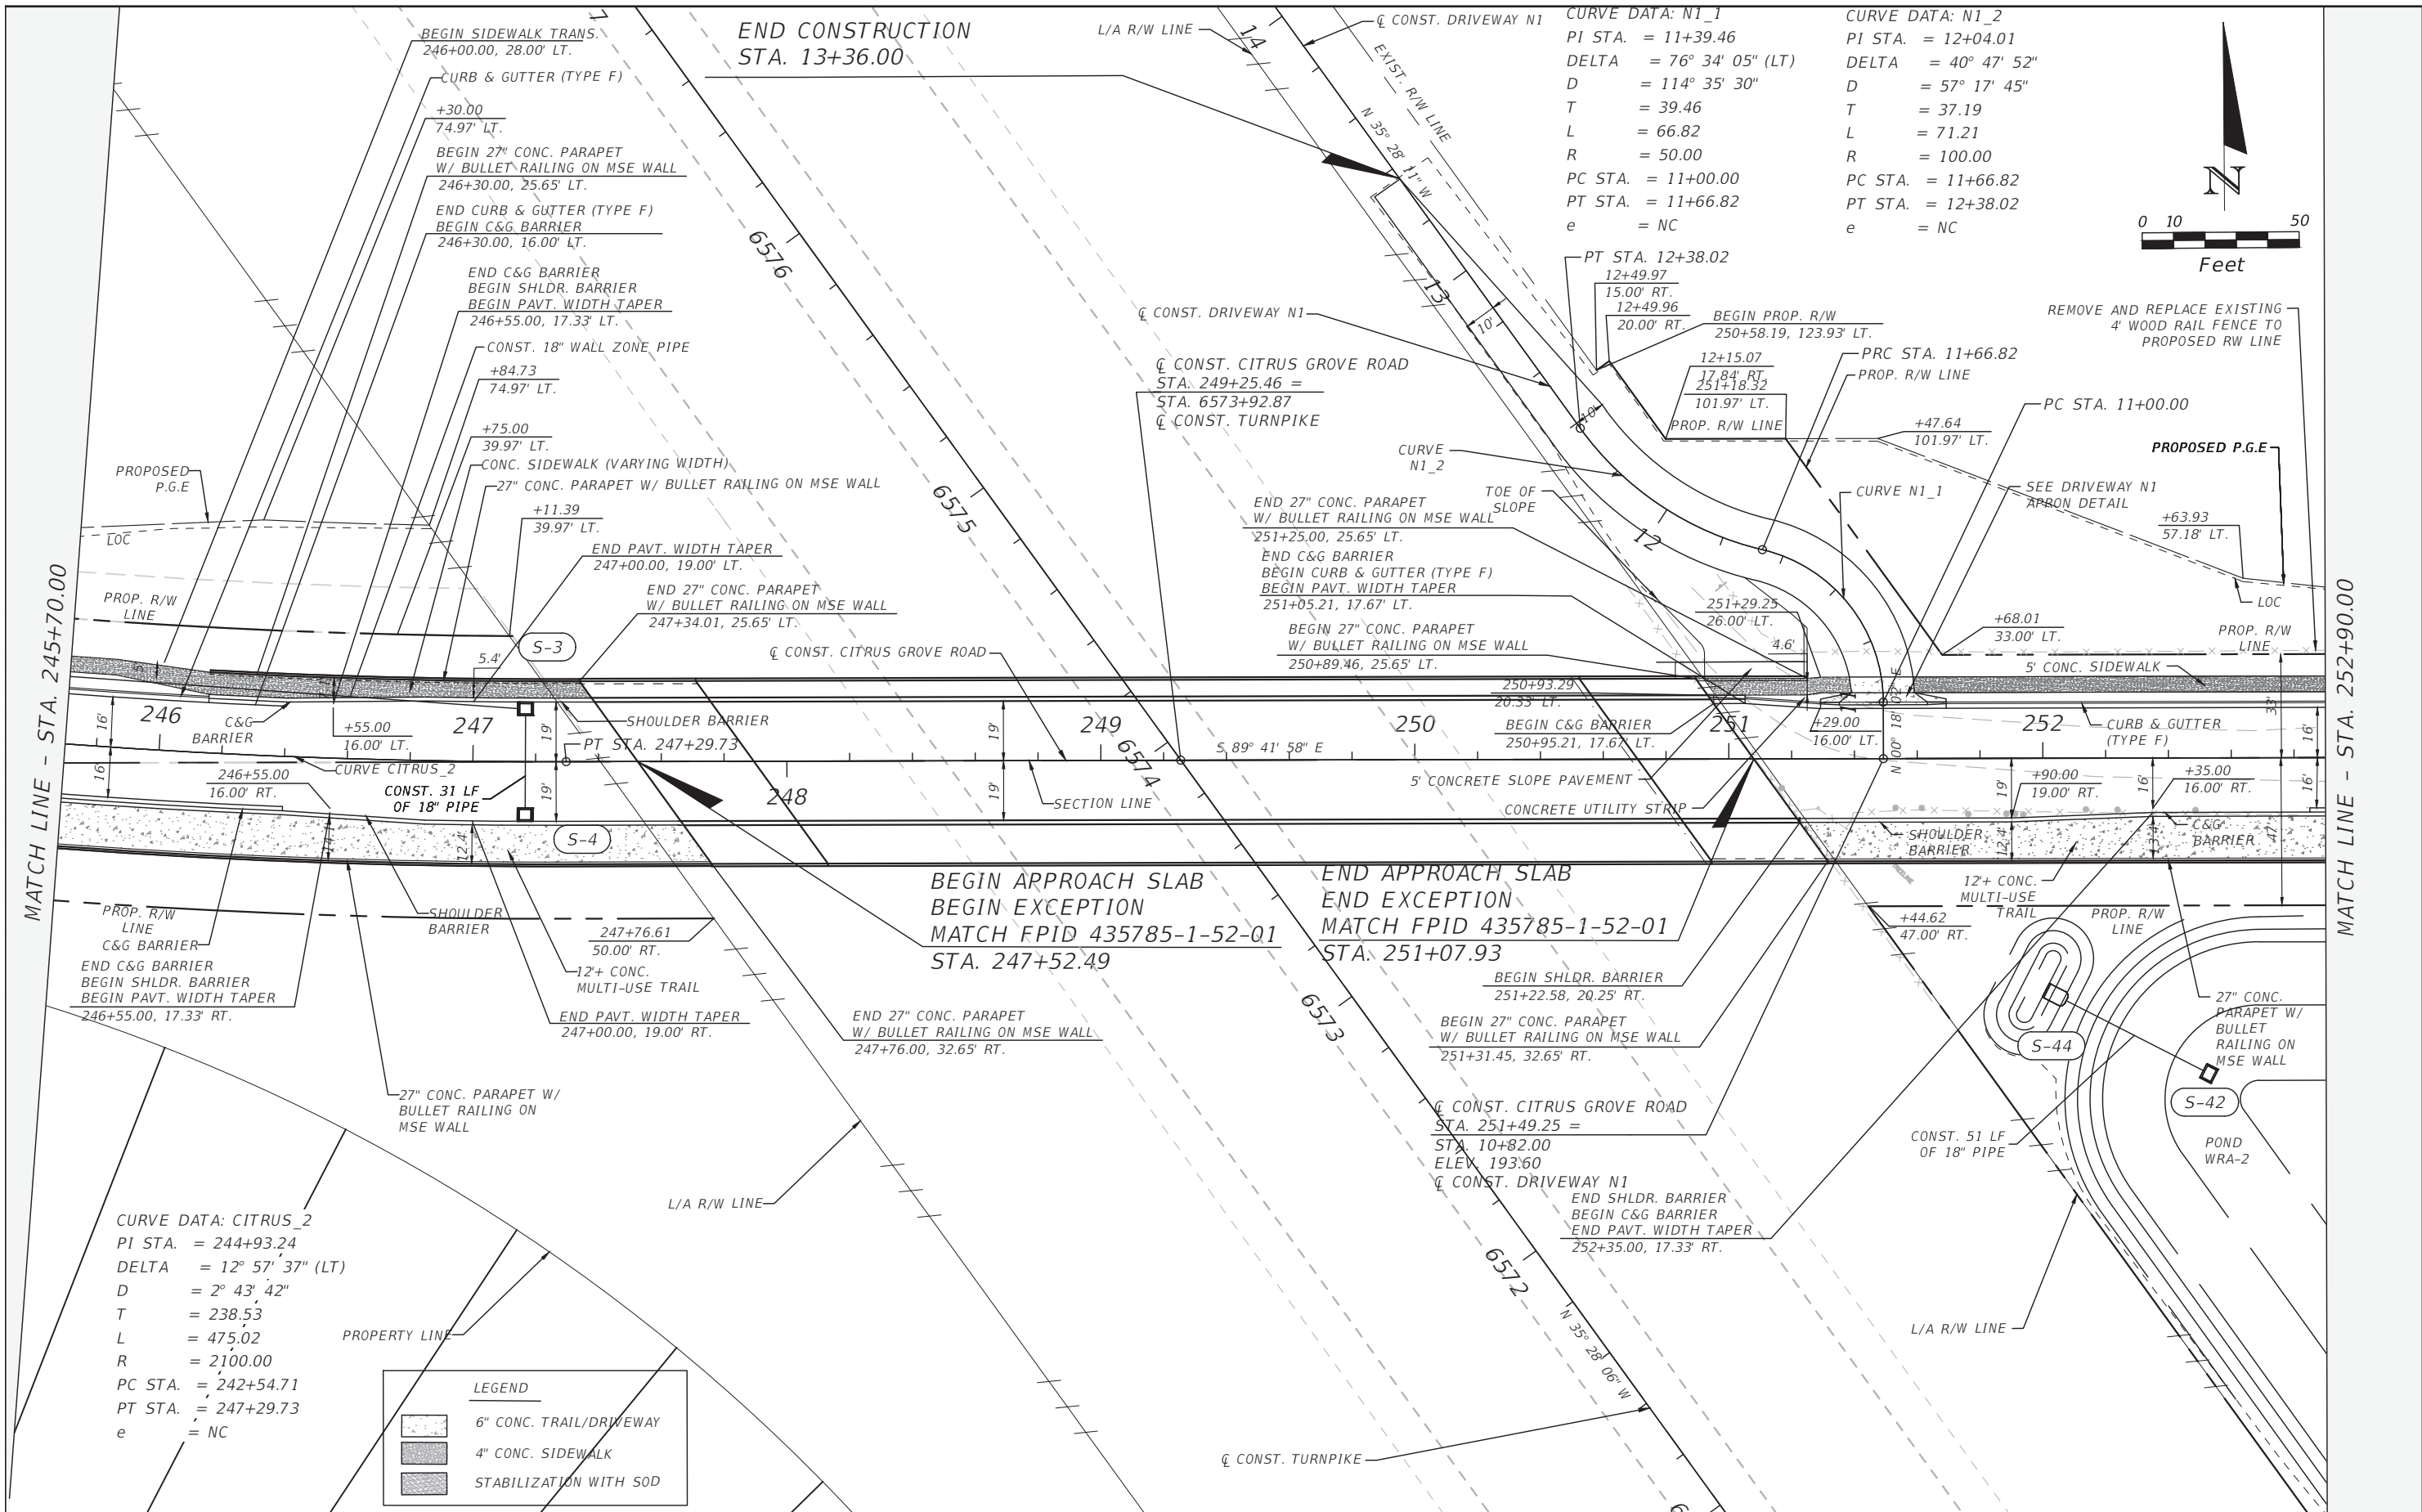 BEGIN SIDEWALK TRANS.
246+00.00, 28.00' LT.
CURB & GUTTER (TYPE F)
+30.00
74.97' LT.
BEGIN 27" CONC. PARAPET
W/ BULLET RAILING ON MSE WALL
246+30.00, 25.65' LT.
END CURB & GUTTER (TYPE F)
BEGIN C&G BARRIER
246+30.00, 16.00' LT.
END C&G BARRIER
BEGIN SHLDR. BARRIER
BEGIN PAVT. WIDTH TAPER
246+55.00, 17.33' LT.
CONST. 18" WALL ZONE PIPE
+84.73
74.97' LT.
+75.00
39.97' LT.
CONC. SIDEWALK (VARYING WIDTH)
27" CONC. PARAPET W/ BULLET RAILING ON MSE WALL
+11.39
39.97' LT.
END PAVT. WIDTH TAPER
247+00.00, 19.00' LT.
END 27" CONC. PARAPET
W/ BULLET RAILING ON MSE WALL
247+34.01, 25.65' LT.
PROPOSED
P.G.E
LOC
PROP. R/W
LINE
MATCH LINE - STA. 245+70.00
END CONSTRUCTION
STA. 13+36.00
L/A R/W LINE
14
℄ CONST. DRIVEWAY N1
EXIST. R/W LINE
N 35° 28' 11" W
CURVE DATA: N1_1
PI STA. = 11+39.46
DELTA = 76° 34' 05" (LT)
D = 114° 35' 30"
T = 39.46
L = 66.82
R = 50.00
PC STA. = 11+00.00
PT STA. = 11+66.82
e = NC
CURVE DATA: N1_2
PI STA. = 12+04.01
DELTA = 40° 47' 52"
D = 57° 17' 45"
T = 37.19
L = 71.21
R = 100.00
PC STA. = 11+66.82
PT STA. = 12+38.02
e = NC
N
0 10 50
Feet
7
6576
6575
6574
6573
6572
13
12
10'
10'
℄ CONST. DRIVEWAY N1
PT STA. 12+38.02
12+49.97
15.00' RT.
12+49.96
20.00' RT.
BEGIN PROP. R/W
250+58.19, 123.93' LT.
12+15.07
17.84' RT.
251+18.32
101.97' LT.
PROP. R/W LINE
PRC STA. 11+66.82
PROP. R/W LINE
PC STA. 11+00.00
REMOVE AND REPLACE EXISTING
4' WOOD RAIL FENCE TO
PROPOSED RW LINE
+47.64
101.97' LT.
PROPOSED P.G.E
℄ CONST. CITRUS GROVE ROAD
STA. 249+25.46 =
STA. 6573+92.87
℄ CONST. TURNPIKE
CURVE
N1_2
TOE OF
SLOPE
CURVE N1_1
SEE DRIVEWAY N1
APRON DETAIL
+63.93
57.18' LT.
LOC
END 27" CONC. PARAPET
W/ BULLET RAILING ON MSE WALL
251+25.00, 25.65' LT.
END C&G BARRIER
BEGIN CURB & GUTTER (TYPE F)
BEGIN PAVT. WIDTH TAPER
251+05.21, 17.67' LT.
BEGIN 27" CONC. PARAPET
W/ BULLET RAILING ON MSE WALL
250+89.46, 25.65' LT.
251+29.25
26.00' LT.
4.6'
+68.01
33.00' LT.
PROP. R/W
LINE
5' CONC. SIDEWALK
MATCH LINE - STA. 252+90.00
S-3
5.4'
℄ CONST. CITRUS GROVE ROAD
250+93.29
20.33' LT.
BEGIN C&G BARRIER
250+95.21, 17.67' LT.
N 00° 18' 02" E
+29.00
16.00' LT.
CURB & GUTTER
(TYPE F)
33'
16'
246
247
248
249
250
251
252
16'
16'
C&G
BARRIER
+55.00
16.00' LT.
19'
19'
SHOULDER BARRIER
PT STA. 247+29.73
19'
19'
S 89° 41' 58" E
246+55.00
16.00' RT.
CURVE CITRUS_2
CONST. 31 LF
OF 18" PIPE
SECTION LINE
5' CONCRETE SLOPE PAVEMENT
CONCRETE UTILITY STRIP
19'
+90.00
19.00' RT.
16'
+35.00
16.00' RT.
16'
S-4
12.4'
SHOULDER
BARRIER
12.4'
13.4'
C&G
BARRIER
47'
PROP. R/W
LINE
C&G BARRIER
SHOULDER
BARRIER
247+76.61
50.00' RT.
END C&G BARRIER
BEGIN SHLDR. BARRIER
BEGIN PAVT. WIDTH TAPER
246+55.00, 17.33' RT.
12'+ CONC.
MULTI-USE TRAIL
END PAVT. WIDTH TAPER
247+00.00, 19.00' RT.
BEGIN APPROACH SLAB
BEGIN EXCEPTION
MATCH FPID 435785-1-52-01
STA. 247+52.49
END APPROACH SLAB
END EXCEPTION
MATCH FPID 435785-1-52-01
STA. 251+07.93
END 27" CONC. PARAPET
W/ BULLET RAILING ON MSE WALL
247+76.00, 32.65' RT.
BEGIN SHLDR. BARRIER
251+22.58, 20.25' RT.
BEGIN 27" CONC. PARAPET
W/ BULLET RAILING ON MSE WALL
251+31.45, 32.65' RT.
12'+ CONC.
MULTI-USE
TRAIL
+44.62
47.00' RT.
PROP. R/W
LINE
27" CONC.
PARAPET W/
BULLET
RAILING ON
MSE WALL
S-44
S-42
CONST. 51 LF
OF 18" PIPE
POND
WRA-2
27" CONC. PARAPET W/
BULLET RAILING ON
MSE WALL
L/A R/W LINE
℄ CONST. CITRUS GROVE ROAD
STA. 251+49.25 =
STA. 10+82.00
ELEV. 193.60
℄ CONST. DRIVEWAY N1
END SHLDR. BARRIER
BEGIN C&G BARRIER
END PAVT. WIDTH TAPER
252+35.00, 17.33' RT.
L/A R/W LINE
CURVE DATA: CITRUS_2
PI STA. = 244+93.24
DELTA = 12° 57' 37" (LT)
D = 2° 43' 42"
T = 238.53
L = 475.02
R = 2100.00
PC STA. = 242+54.71
PT STA. = 247+29.73
e = NC
PROPERTY LINE
LEGEND
6" CONC. TRAIL/DRIVEWAY
4" CONC. SIDEWALK
STABILIZATION WITH SOD
N 35° 28' 06" W
℄ CONST. TURNPIKE